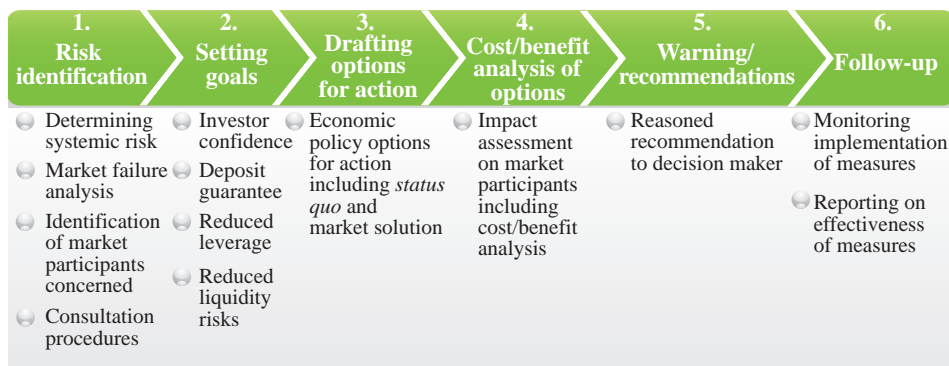 1.
Risk
identification
2.
Setting
goals
3.
Drafting
options
for action
4.
Cost/benefit
analysis of
options
5.
Warning/
recommendations
6.
Follow-up
Determining
systemic risk
Market failure
analysis
Identification
of market
participants
concerned
Consultation
procedures
Investor
confidence
Deposit
guarantee
Reduced
leverage
Reduced
liquidity
risks
Economic
policy options
for action
including status
quo and
market solution
Impact
assessment
on market
participants
including
cost/benefit
analysis
Reasoned
recommendation
to decision maker
Monitoring
implementation
of measures
Reporting on
effectiveness
of measures